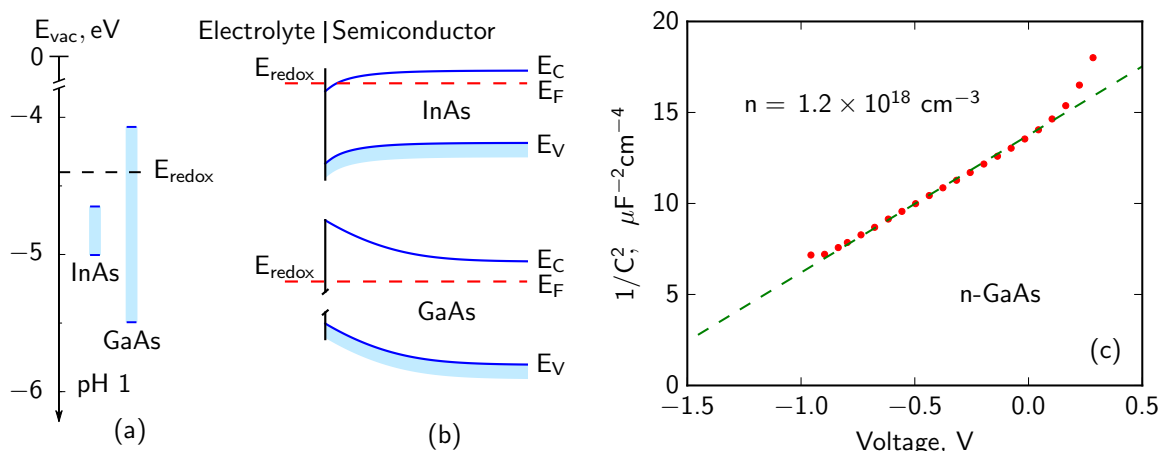 E_vac, eV
0
−4
−5
−6
E_redox
InAs
GaAs
pH 1
(a)
Electrolyte | Semiconductor
E_redox
E_C
E_F
InAs
E_V
E_redox
E_C
E_F
GaAs
E_V
(b)
1/C², μF⁻²cm⁻⁴
20
15
10
5
0
n = 1.2 × 10¹⁸ cm⁻³
n-GaAs
(c)
−1.5 −1.0 −0.5 0.0 0.5
Voltage, V